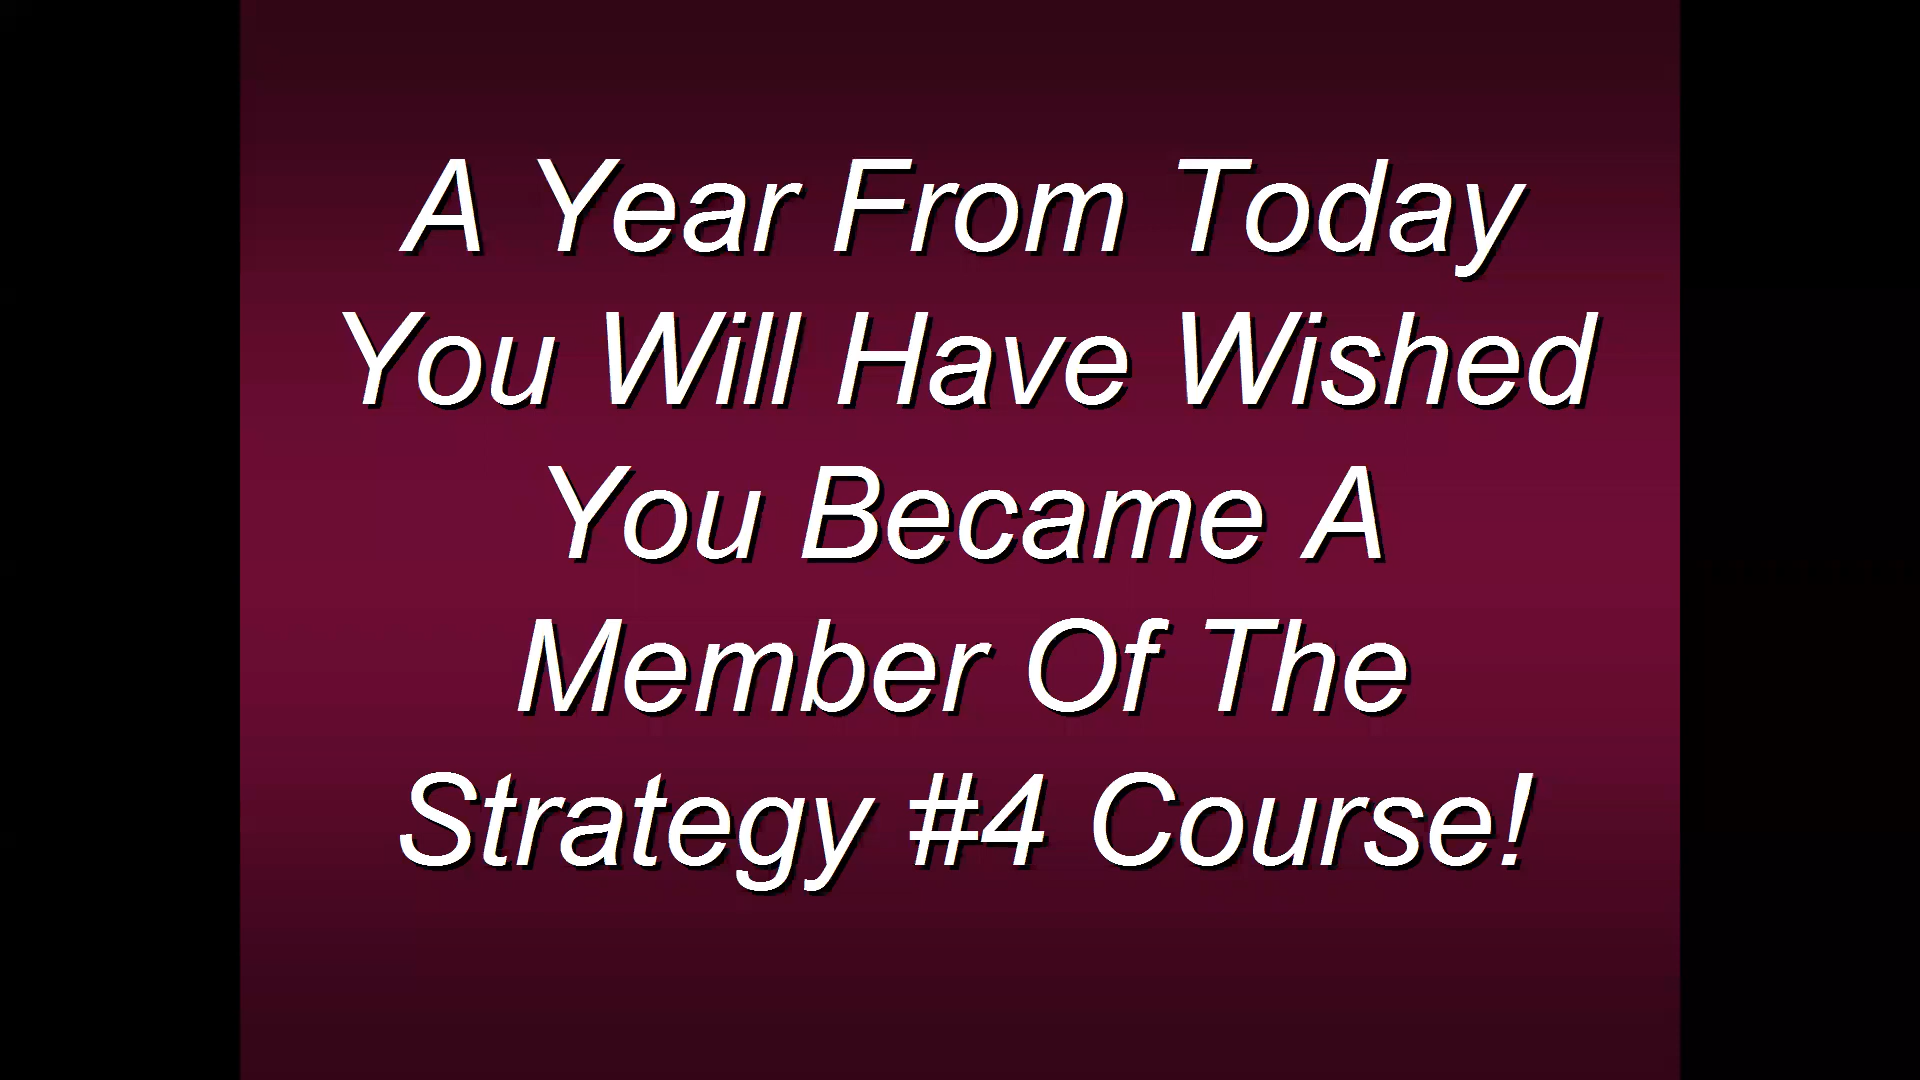 A Year From Today
You Will Have Wished
You Became A
Member Of The
Strategy #4 Course!